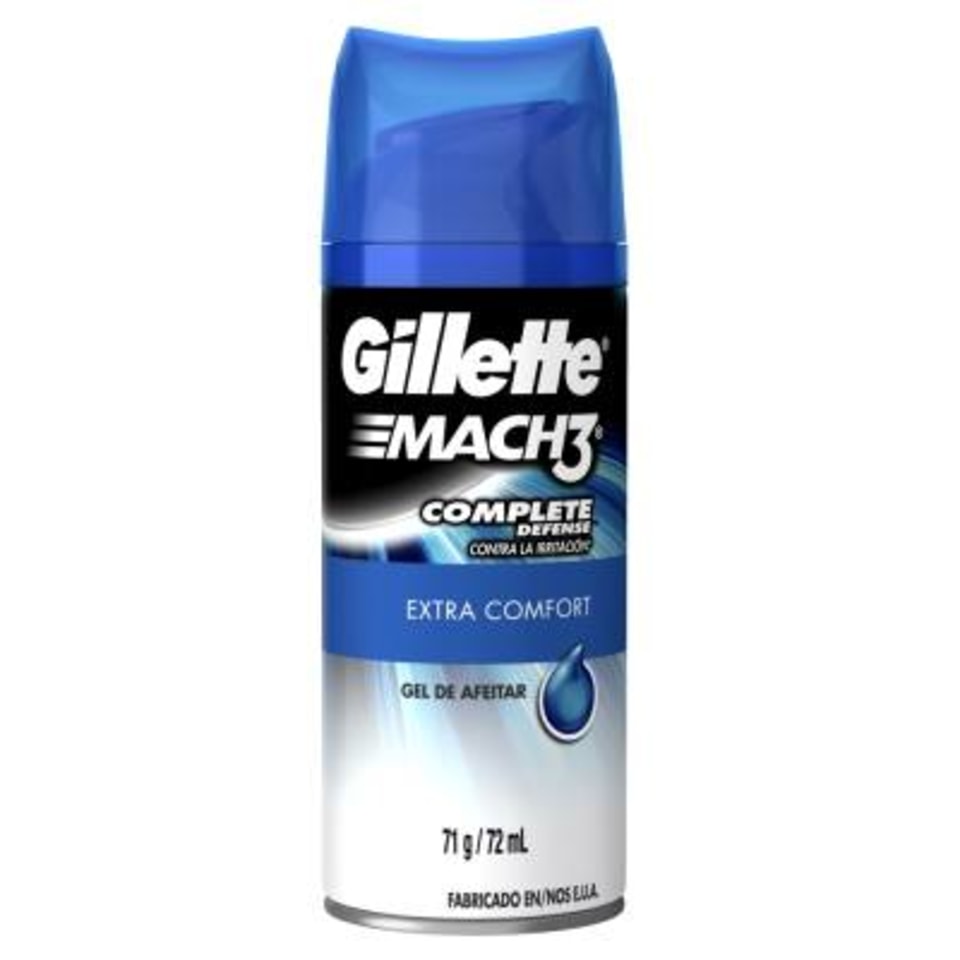 Gillette®
MACH3®
COMPLETE
DEFENSE
CONTRA LA IRRITACIÓN
EXTRA COMFORT
GEL DE AFEITAR
71 g / 72 mL
FABRICADO EN/NOS E.U.A.